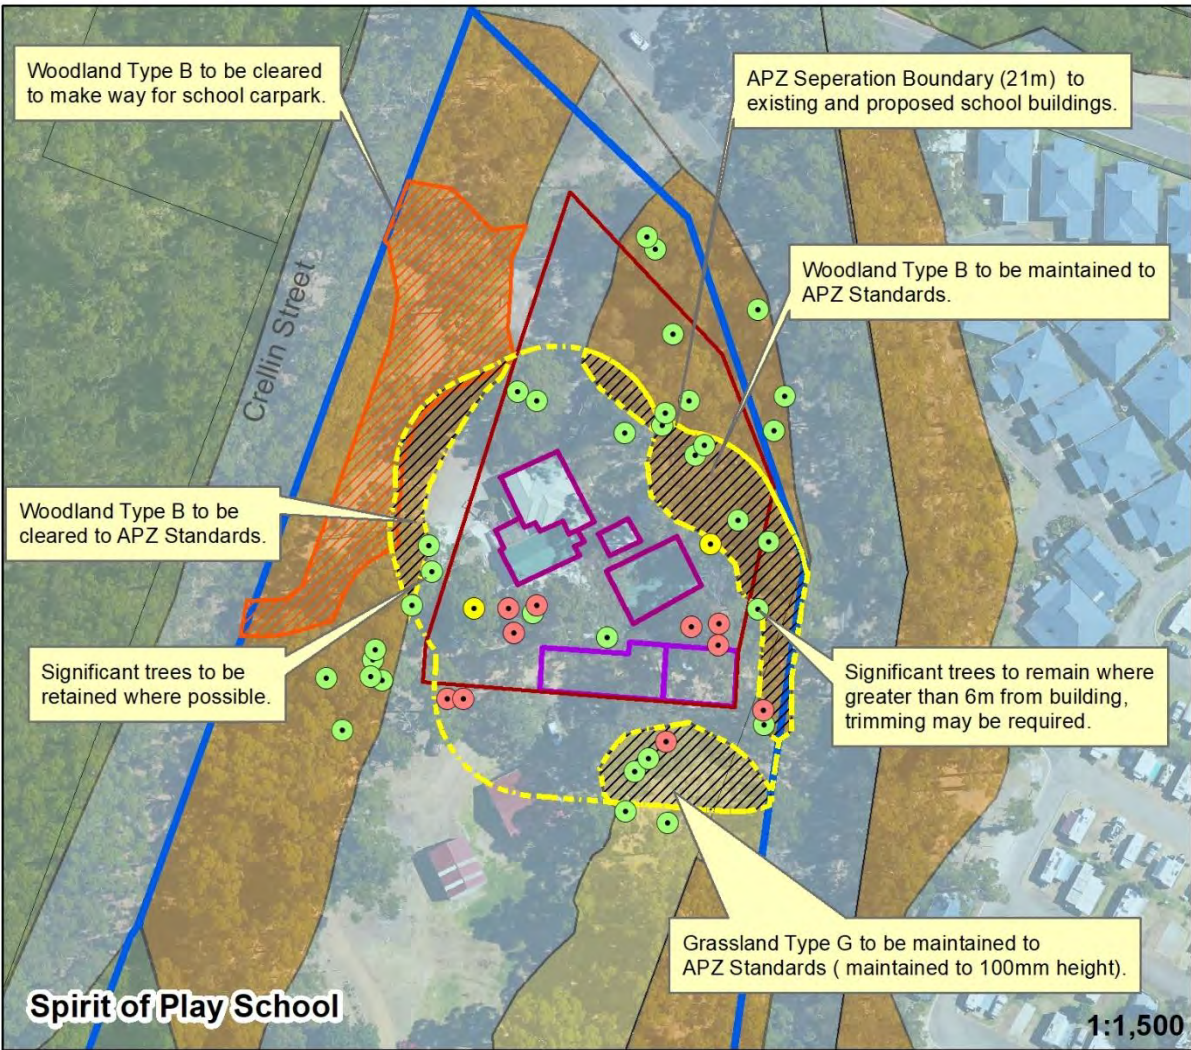 Woodland Type B to be cleared
to make way for school carpark.
APZ Seperation Boundary (21m) to
existing and proposed school buildings.
Woodland Type B to be maintained to
APZ Standards.
Crellin Street
Woodland Type B to be
cleared to APZ Standards.
Significant trees to be
retained where possible.
Significant trees to remain where
greater than 6m from building,
trimming may be required.
Grassland Type G to be maintained to
APZ Standards ( maintained to 100mm height).
Spirit of Play School
1:1,500